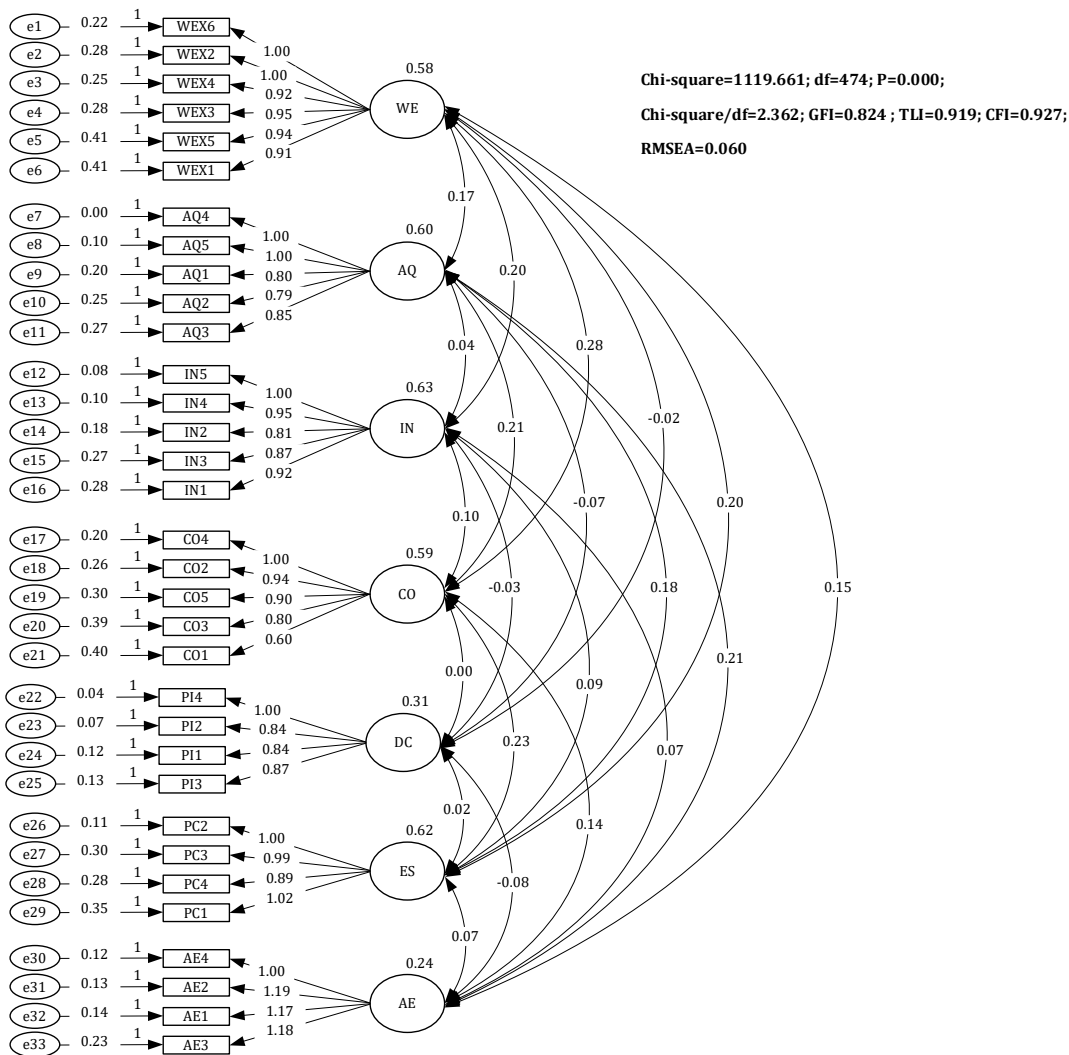 e1 0.22 1 WEX6
e2 0.28 1 WEX2
e3 0.25 1 WEX4
e4 0.28 1 WEX3
e5 0.41 1 WEX5
e6 0.41 1 WEX1
1.00
1.00
0.92
0.95
0.94
0.91
0.58
WE
Chi-square=1119.661; df=474; P=0.000;
Chi-square/df=2.362; GFI=0.824 ; TLI=0.919; CFI=0.927;
RMSEA=0.060
e7 0.00 1 AQ4
e8 0.10 1 AQ5
e9 0.20 1 AQ1
e10 0.25 1 AQ2
e11 0.27 1 AQ3
1.00
1.00
0.80
0.79
0.85
0.60
AQ
e12 0.08 1 IN5
e13 0.10 1 IN4
e14 0.18 1 IN2
e15 0.27 1 IN3
e16 0.28 1 IN1
1.00
0.95
0.81
0.87
0.92
0.63
IN
e17 0.20 1 CO4
e18 0.26 1 CO2
e19 0.30 1 CO5
e20 0.39 1 CO3
e21 0.40 1 CO1
1.00
0.94
0.90
0.80
0.60
0.59
CO
e22 0.04 1 PI4
e23 0.07 1 PI2
e24 0.12 1 PI1
e25 0.13 1 PI3
1.00
0.84
0.84
0.87
0.31
DC
e26 0.11 1 PC2
e27 0.30 1 PC3
e28 0.28 1 PC4
e29 0.35 1 PC1
1.00
0.99
0.89
1.02
0.62
ES
e30 0.12 1 AE4
e31 0.13 1 AE2
e32 0.14 1 AE1
e33 0.23 1 AE3
1.00
1.19
1.17
1.18
0.24
AE
0.17
0.20
0.04
0.28
0.21
-0.02
0.10
-0.07
0.20
-0.03
0.18
0.15
0.00
0.09
0.21
0.23
0.07
0.02
0.14
-0.08
0.07